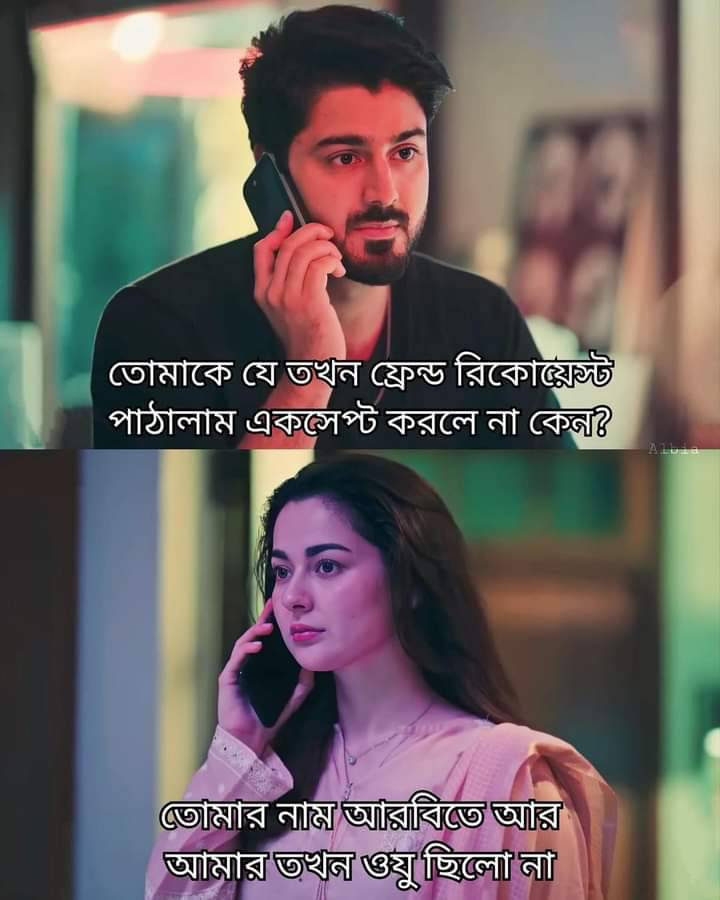 তোমাকে যে তখন ফ্রেন্ড রিকোয়েস্ট
পাঠালাম একসেপ্ট করলে না কেন?
Albia
তোমার নাম আরবিতে আর
আমার তখন ওযু ছিলো না